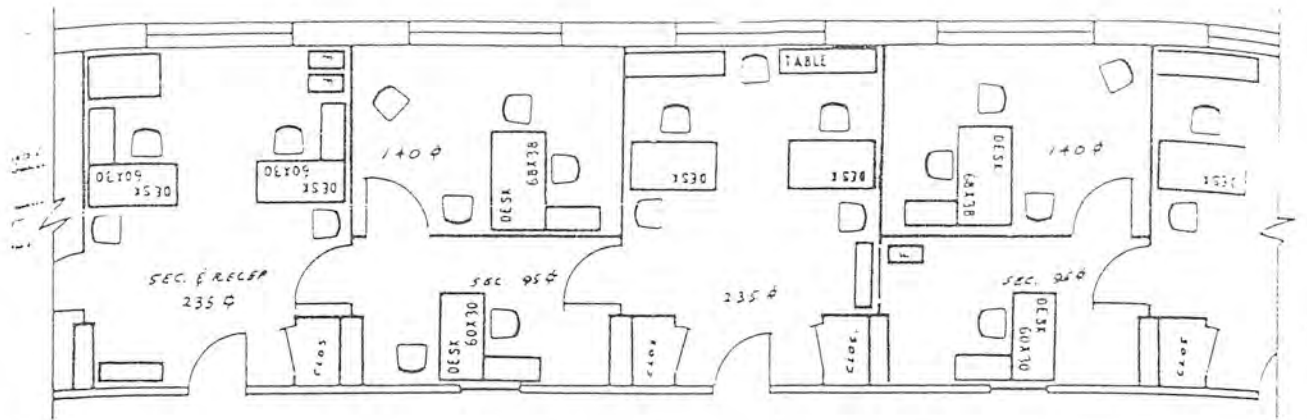 F
F
TABLE
DESK
60X30
DESK
60X30
140 ¢
DESK
68X38
DESK
DESK
DESK
68X38
140 ¢
DESK
SEC. & RECEP
235 ¢
SEC. 95 ¢
235 ¢
F
SEC. 95 ¢
CLOS
DESK
60X30
CLOS.
CLOS.
DESK
60X30
CLOS.